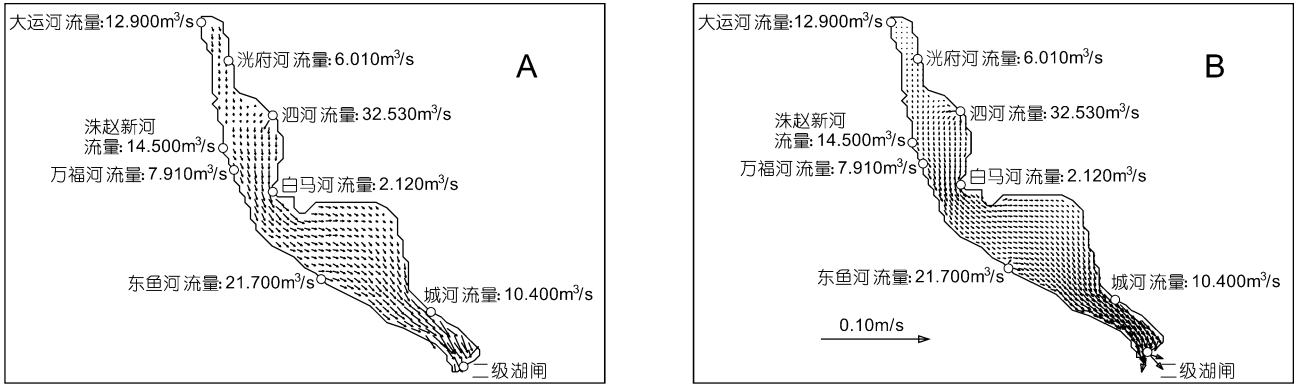 大运河流量:12.900m³/s
洸府河流量:6.010m³/s
A
泗河流量:32.530m³/s
洙赵新河
流量:14.500m³/s
万福河流量:7.910m³/s
白马河流量:2.120m³/s
东鱼河流量:21.700m³/s
城河流量:10.400m³/s
二级湖闸
大运河流量:12.900m³/s
洸府河流量:6.010m³/s
B
泗河流量:32.530m³/s
洙赵新河
流量:14.500m³/s
万福河流量:7.910m³/s
白马河流量:2.120m³/s
东鱼河流量:21.700m³/s
城河流量:10.400m³/s
0.10m/s
二级湖闸